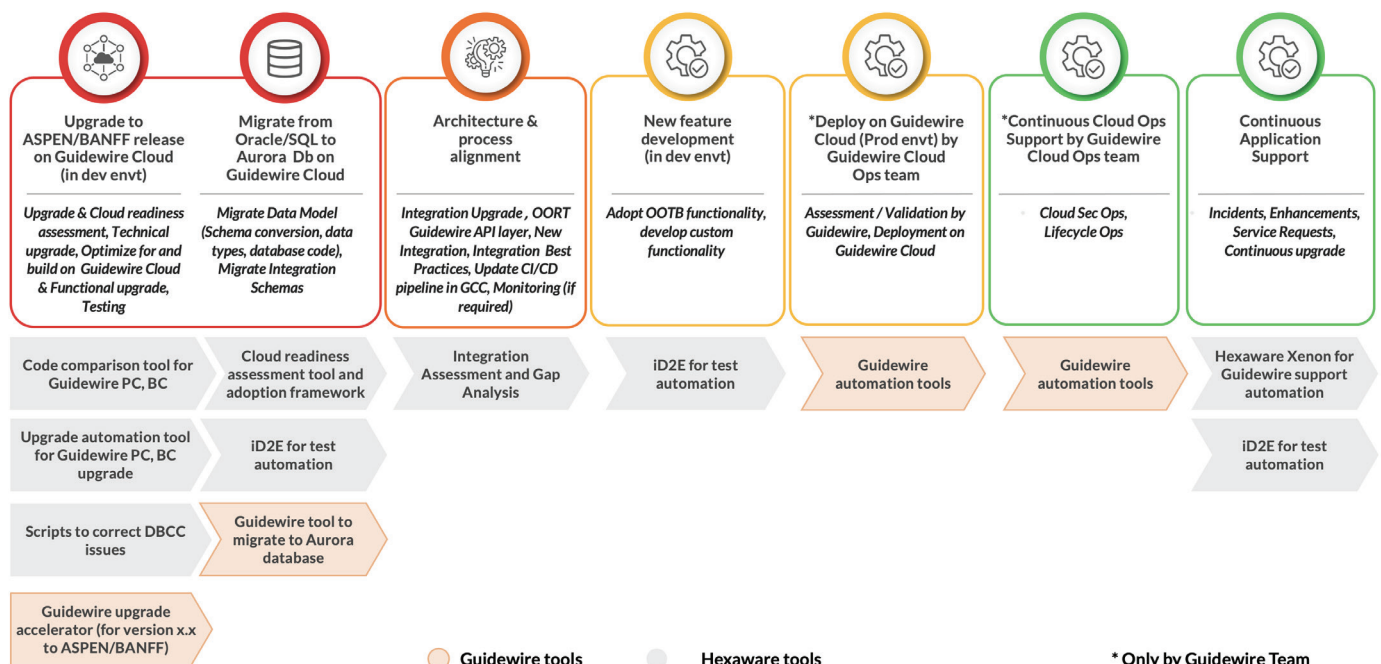 Upgrade to
ASPEN/BANFF release
on Guidewire Cloud
(in dev envt)
Upgrade & Cloud readiness
assessment, Technical
upgrade, Optimize for and
build on Guidewire Cloud
& Functional upgrade,
Testing
Migrate from
Oracle/SQL to
Aurora Db on
Guidewire Cloud
Migrate Data Model
(Schema conversion, data
types, database code),
Migrate Integration
Schemas
Architecture &
process
alignment
Integration Upgrade , OORT
Guidewire API layer, New
Integration, Integration Best
Practices, Update CI/CD
pipeline in GCC, Monitoring (if
required)
New feature
development
(in dev envt)
Adopt OOTB functionality,
develop custom
functionality
*Deploy on Guidewire
Cloud (Prod envt) by
Guidewire Cloud
Ops team
Assessment / Validation by
Guidewire, Deployment on
Guidewire Cloud
*Continuous Cloud Ops
Support by Guidewire
Cloud Ops team
Cloud Sec Ops,
Lifecycle Ops
Continuous
Application
Support
Incidents, Enhancements,
Service Requests,
Continuous upgrade
Code comparison tool for
Guidewire PC, BC
Cloud readiness
assessment tool and
adoption framework
Integration
Assessment and Gap
Analysis
iD2E for test
automation
Guidewire
automation tools
Guidewire
automation tools
Hexaware Xenon for
Guidewire support
automation
Upgrade automation tool
for Guidewire PC, BC
upgrade
iD2E for test
automation
iD2E for test
automation
Scripts to correct DBCC
issues
Guidewire tool to
migrate to Aurora
database
Guidewire upgrade
accelerator (for version x.x
to ASPEN/BANFF)
Guidewire tools
Hexaware tools
* Only by Guidewire Team